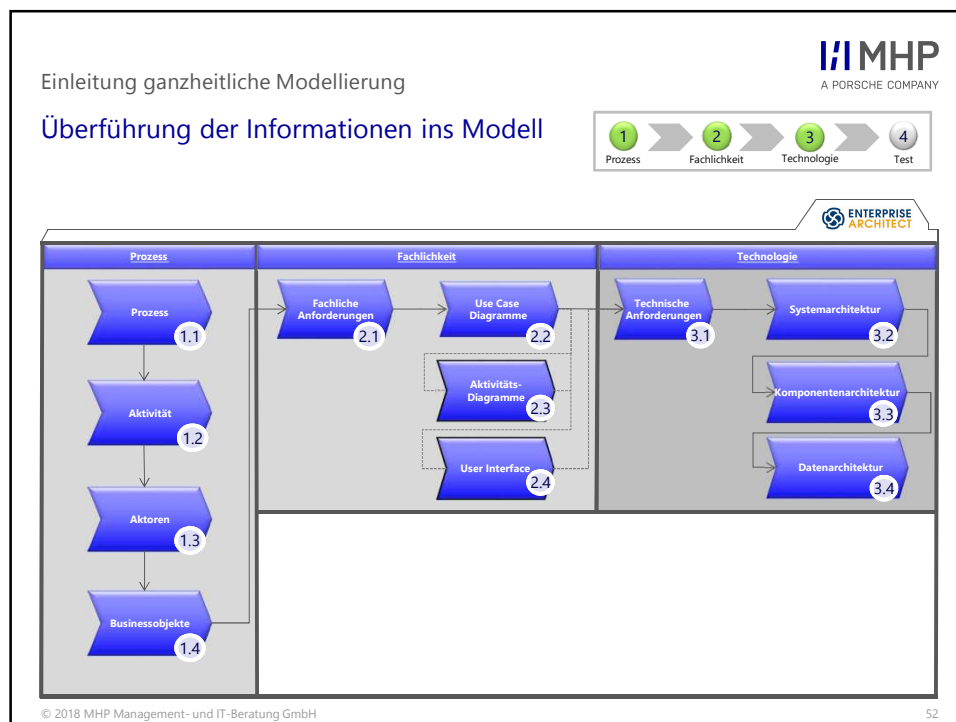 MHP
A PORSCHE COMPANY
Einleitung ganzheitliche Modellierung
Überführung der Informationen ins Modell
1
2
3
4
Prozess
Fachlichkeit
Technologie
Test
ENTERPRISE
ARCHITECT
Prozess
Fachlichkeit
Technologie
Prozess
1.1
Aktivität
1.2
Aktoren
1.3
Businessobjekte
1.4
Fachliche
Anforderungen
2.1
Use Case
Diagramme
2.2
Aktivitäts-
Diagramme
2.3
User Interface
2.4
Technische
Anforderungen
3.1
Systemarchitektur
3.2
Komponentenarchitektur
3.3
Datenarchitektur
3.4
© 2018 MHP Management- und IT-Beratung GmbH
52